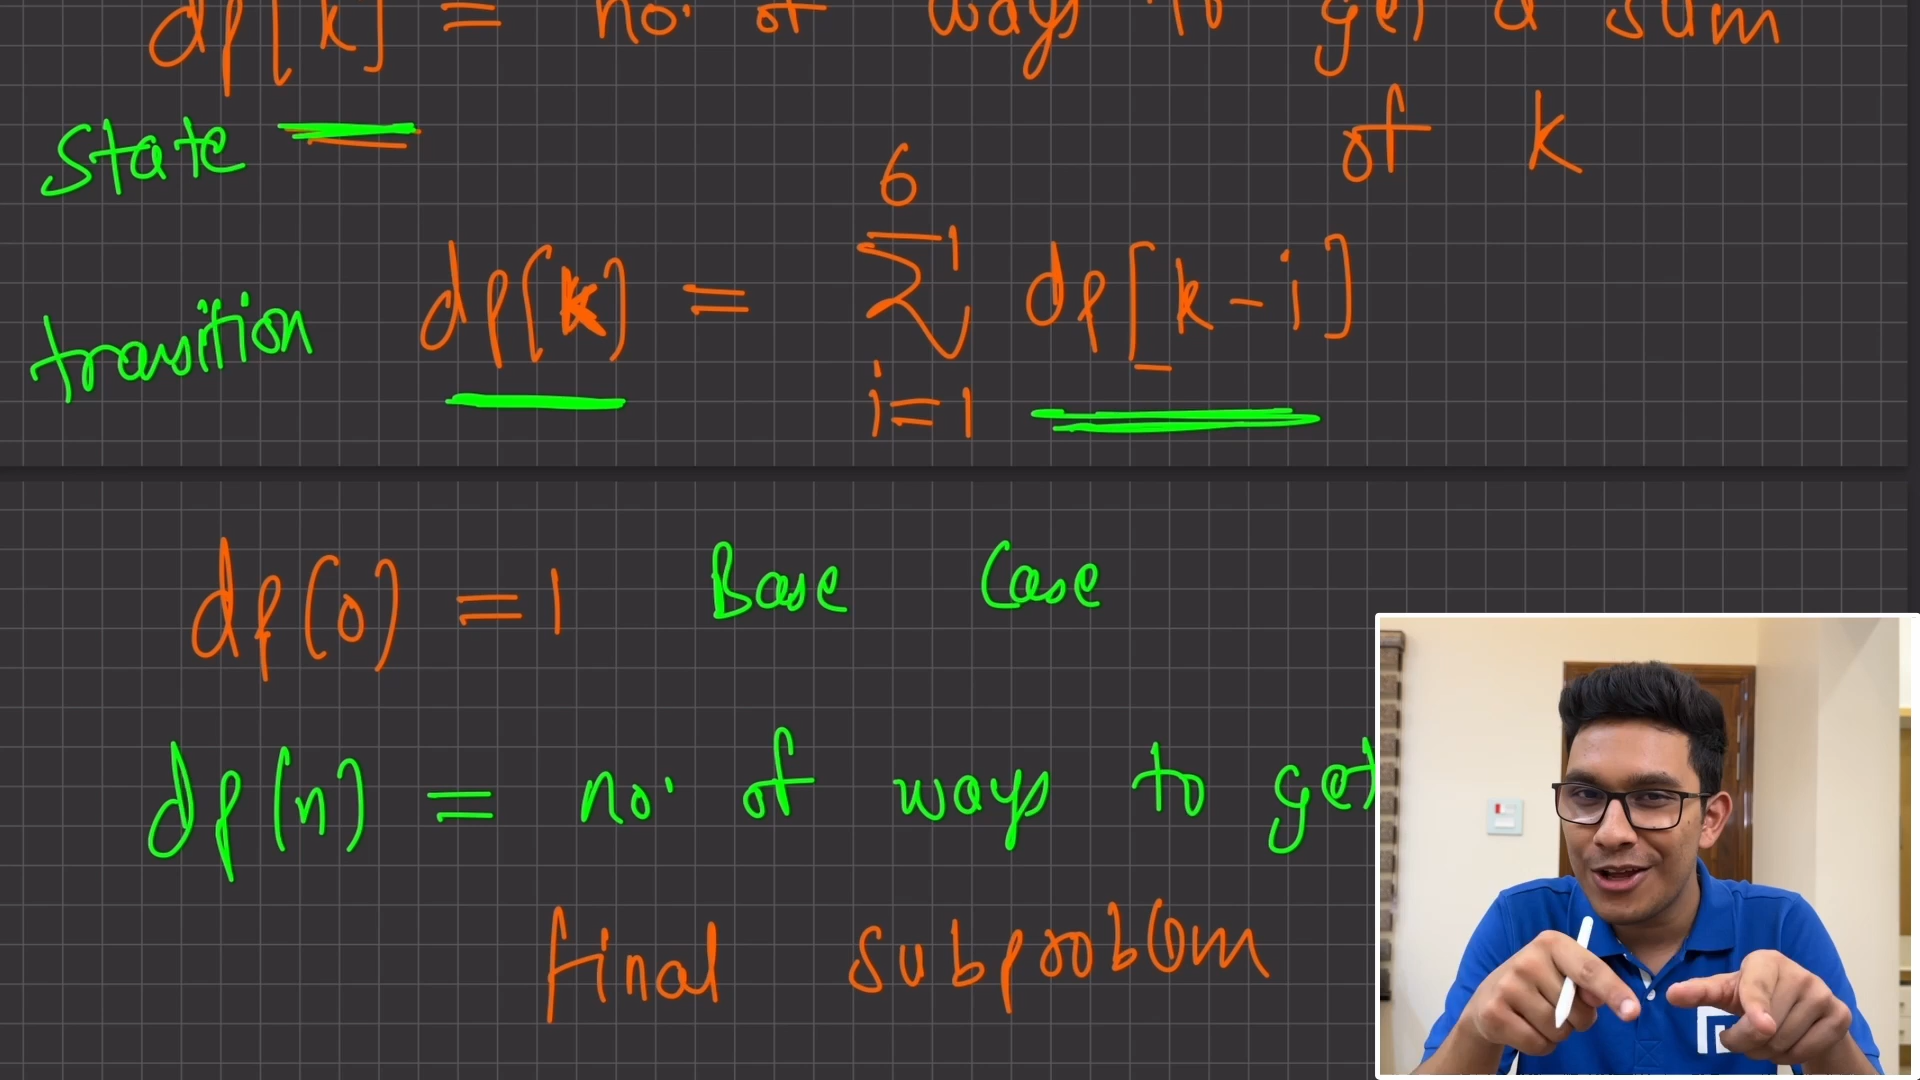 dp[k] = no. of ways to get a sum
of k
State
transition dp[k] = 6 Σ i=1 dp[k-i]
dp(0) = 1 Base Case
dp(n) = no. of ways to get
final subproblem